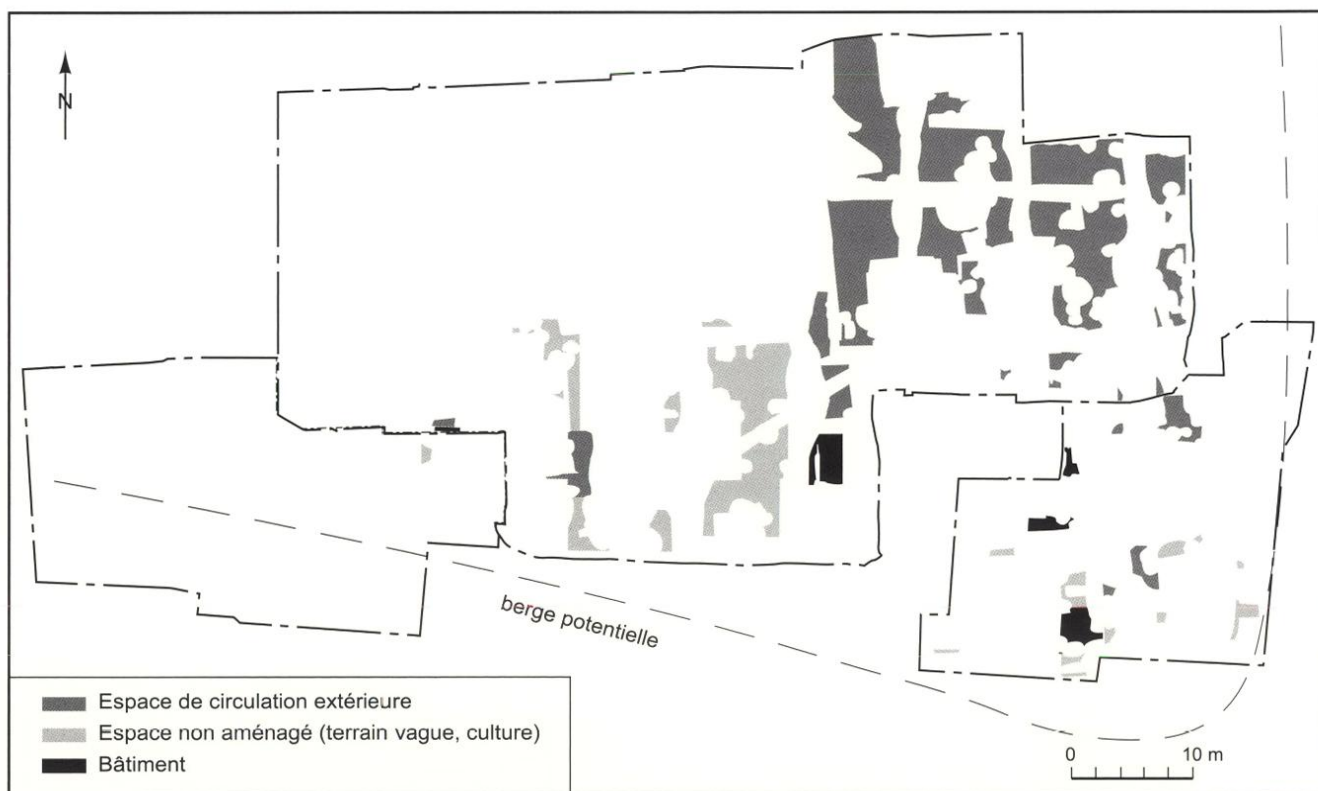 N
berge potentielle
Espace de circulation extérieure
Espace non aménagé (terrain vague, culture)
Bâtiment
0 10 m